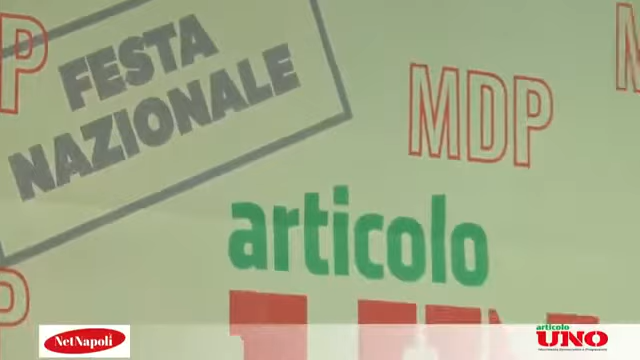 FESTA
NAZIONALE
MDP
articolo
NetNapoli
articolo
UNO